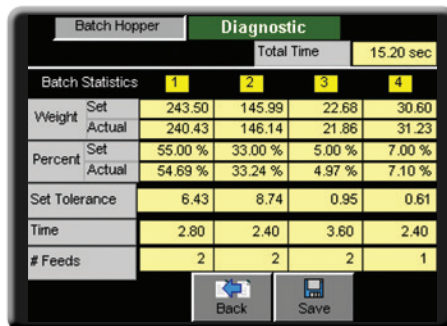 Batch Hopper Diagnostic
Total Time 15.20 sec
Batch Statistics 1 2 3 4
Weight Set 243.50 145.99 22.68 30.60
Actual 240.43 146.14 21.86 31.23
Percent Set 55.00 % 33.00 % 5.00 % 7.00 %
Actual 54.69 % 33.24 % 4.97 % 7.10 %
Set Tolerance 6.43 8.74 0.95 0.61
Time 2.80 2.40 3.60 2.40
# Feeds 2 2 2 1
Back Save